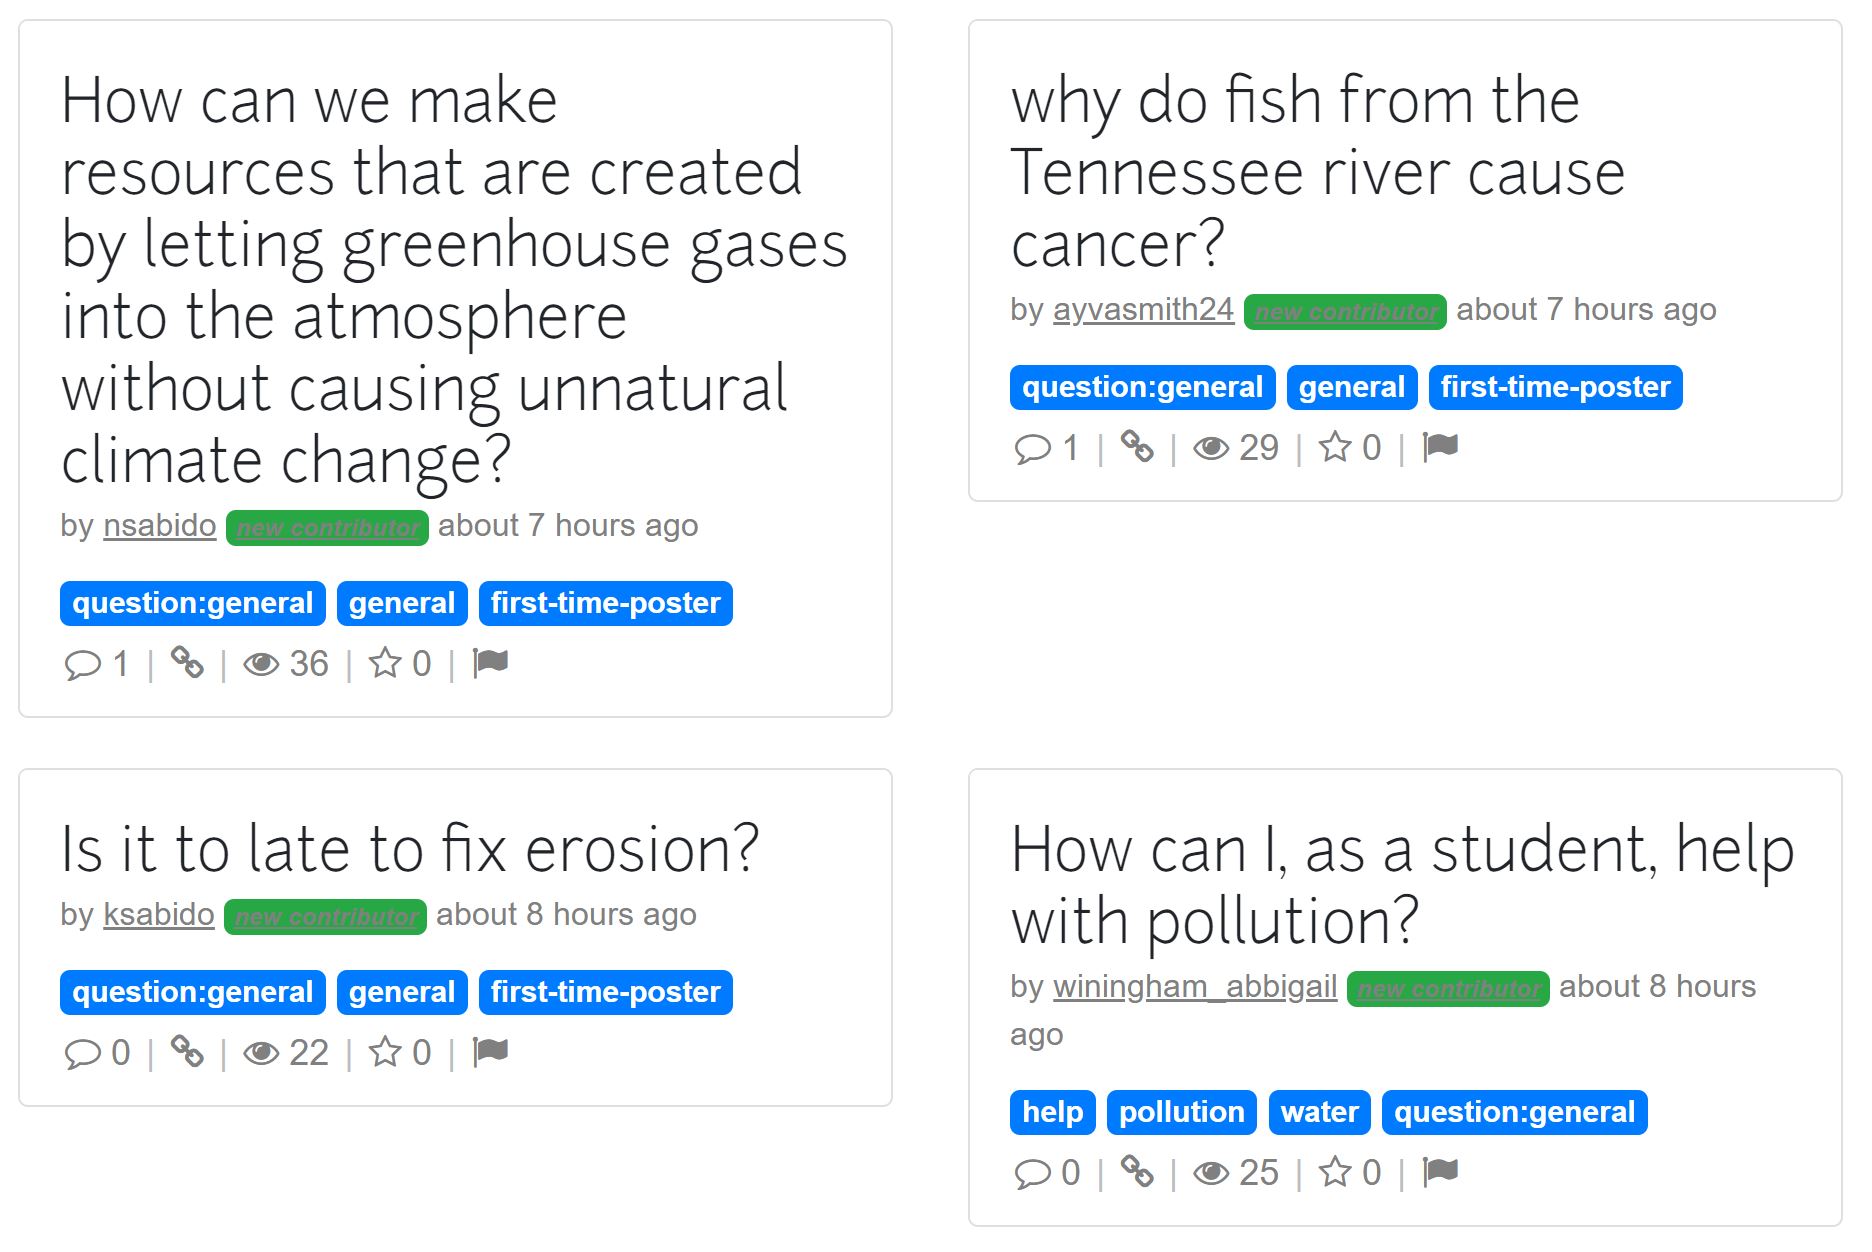 How can we make
resources that are created
by letting greenhouse gases
into the atmosphere
without causing unnatural
climate change?
by nsabido new contributor about 7 hours ago
question:general general first-time-poster
1 | | 36 | 0 |
why do fish from the
Tennessee river cause
cancer?
by ayvasmith24 new contributor about 7 hours ago
question:general general first-time-poster
1 | | 29 | 0 |
Is it to late to fix erosion?
by ksabido new contributor about 8 hours ago
question:general general first-time-poster
0 | | 22 | 0 |
How can I, as a student, help
with pollution?
by winingham_abbigail new contributor about 8 hours
ago
help pollution water question:general
0 | | 25 | 0 |